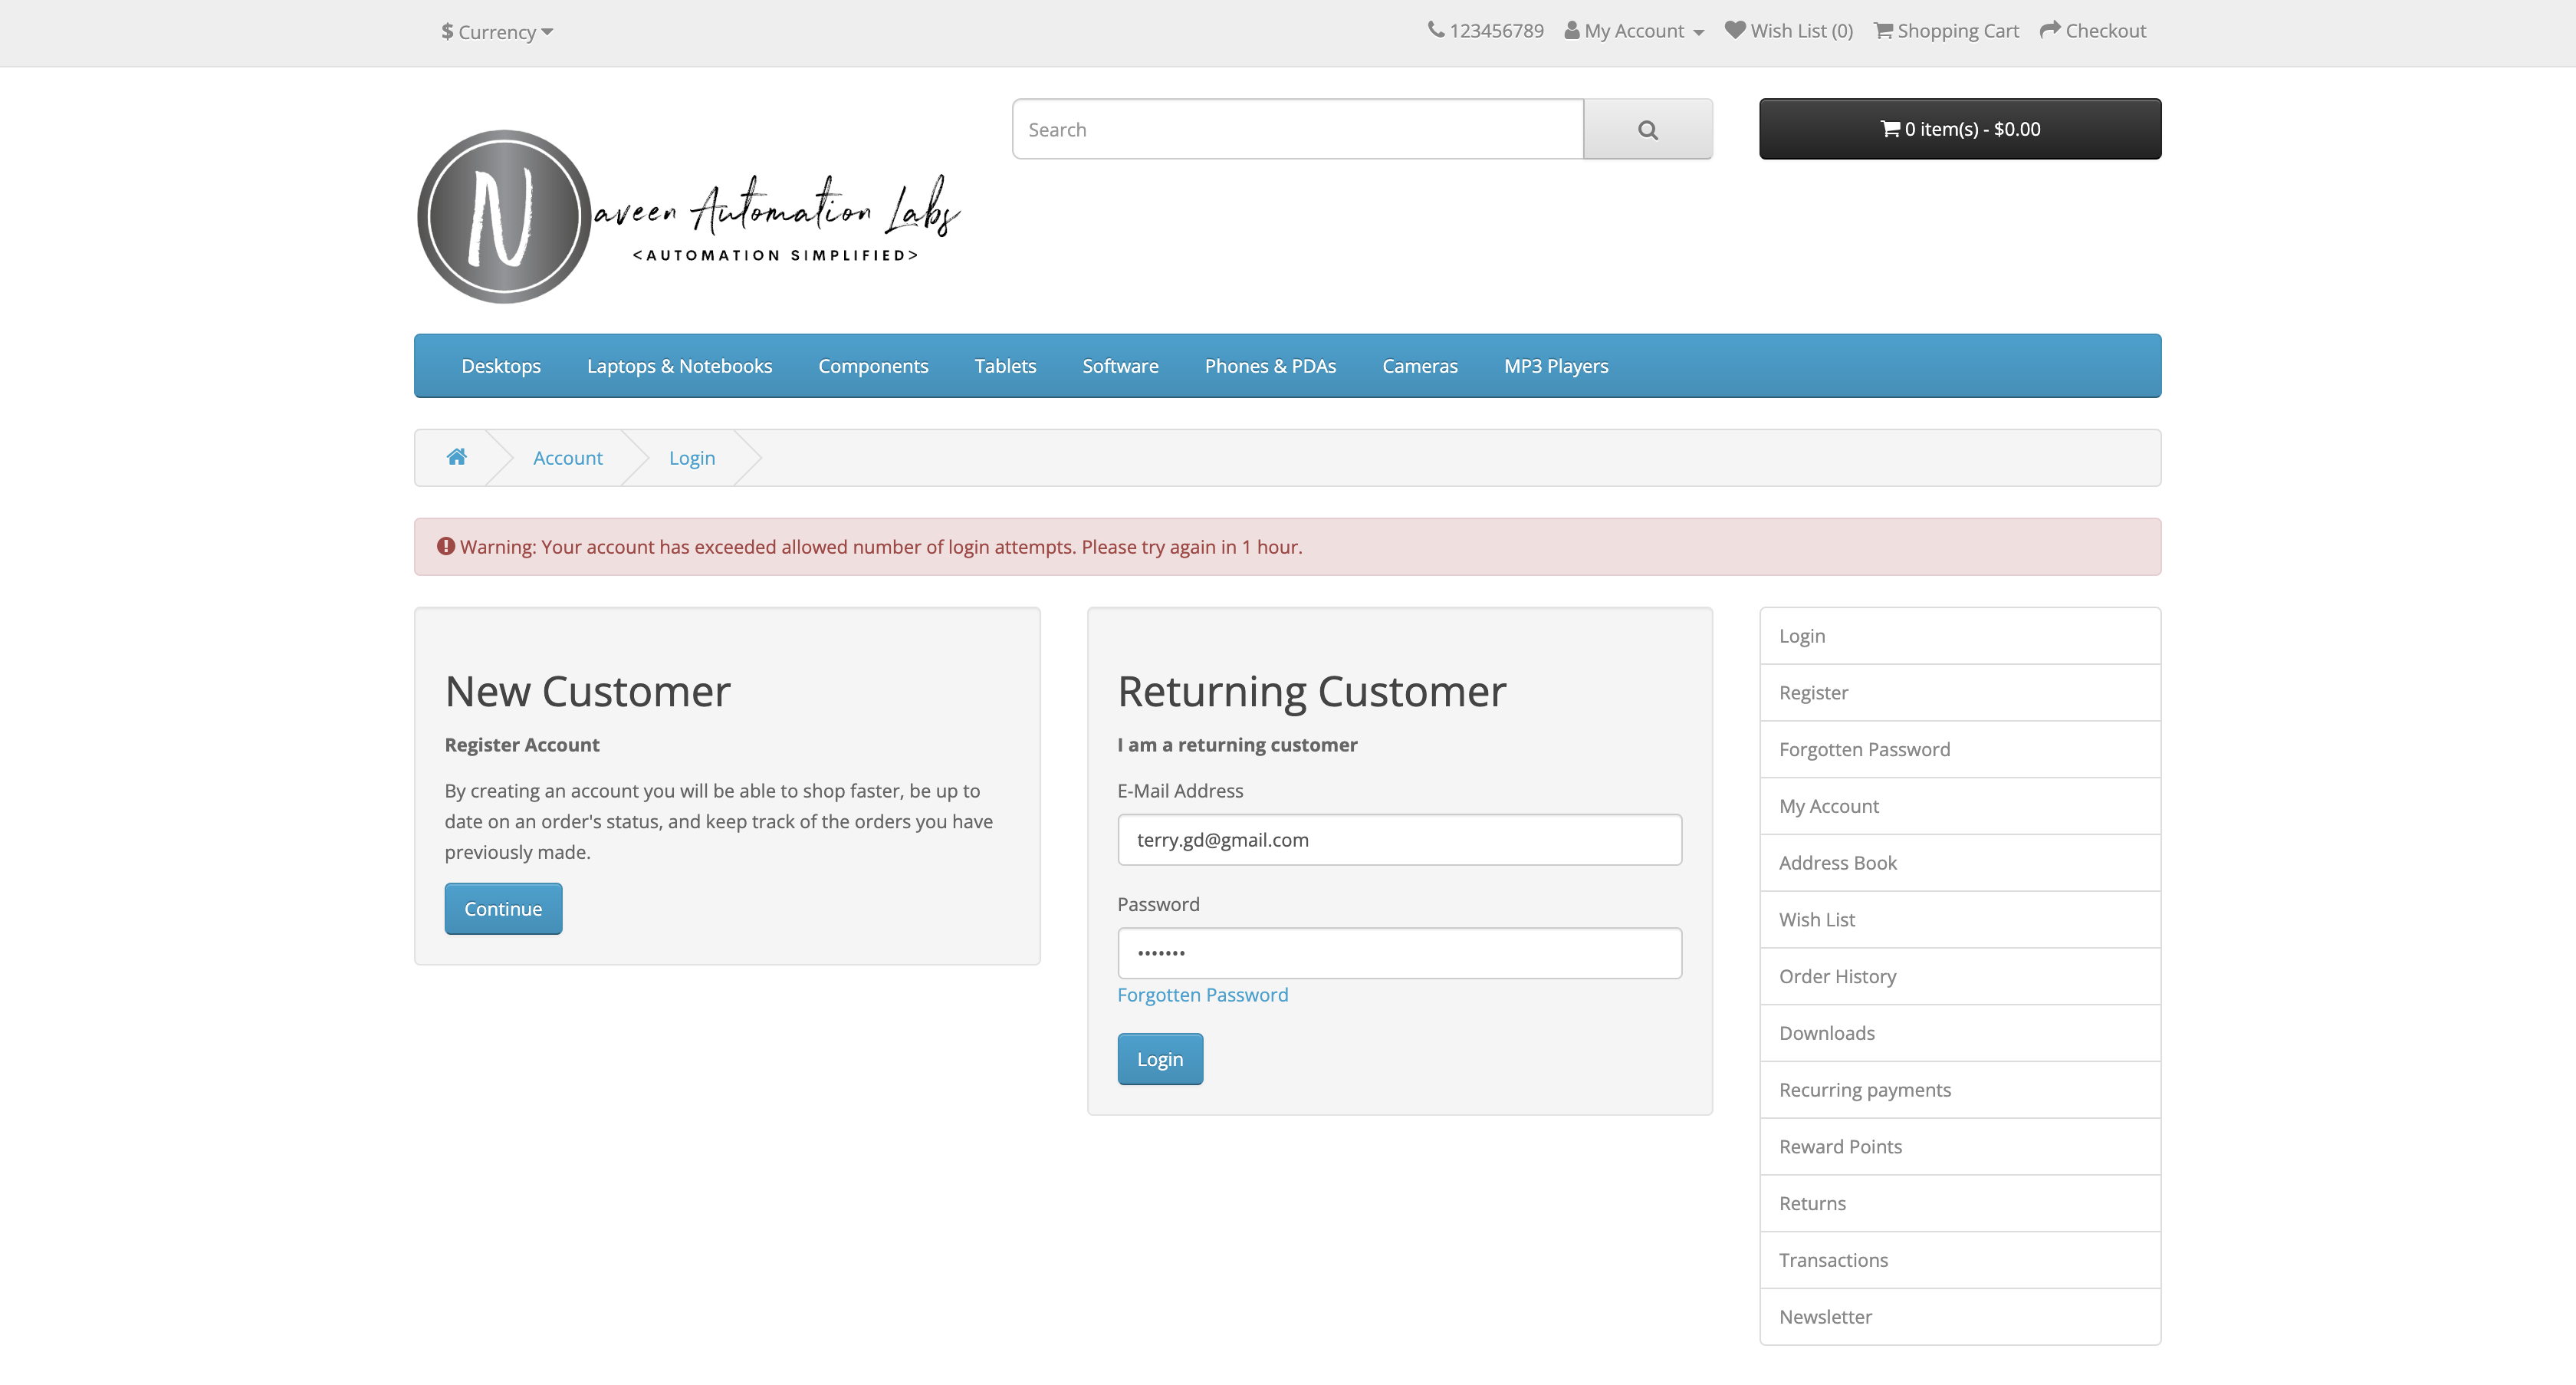 $ Currency
123456789 My Account Wish List (0) Shopping Cart Checkout
Search
0 item(s) - $0.00
Naveen Automation Labs
<AUTOMATION SIMPLIFIED>
Desktops Laptops & Notebooks Components Tablets Software Phones & PDAs Cameras MP3 Players
Account Login
Warning: Your account has exceeded allowed number of login attempts. Please try again in 1 hour.
New Customer
Register Account
By creating an account you will be able to shop faster, be up to
date on an order's status, and keep track of the orders you have
previously made.
Continue
Returning Customer
I am a returning customer
E-Mail Address
terry.gd@gmail.com
Password
•••••••
Forgotten Password
Login
Login
Register
Forgotten Password
My Account
Address Book
Wish List
Order History
Downloads
Recurring payments
Reward Points
Returns
Transactions
Newsletter